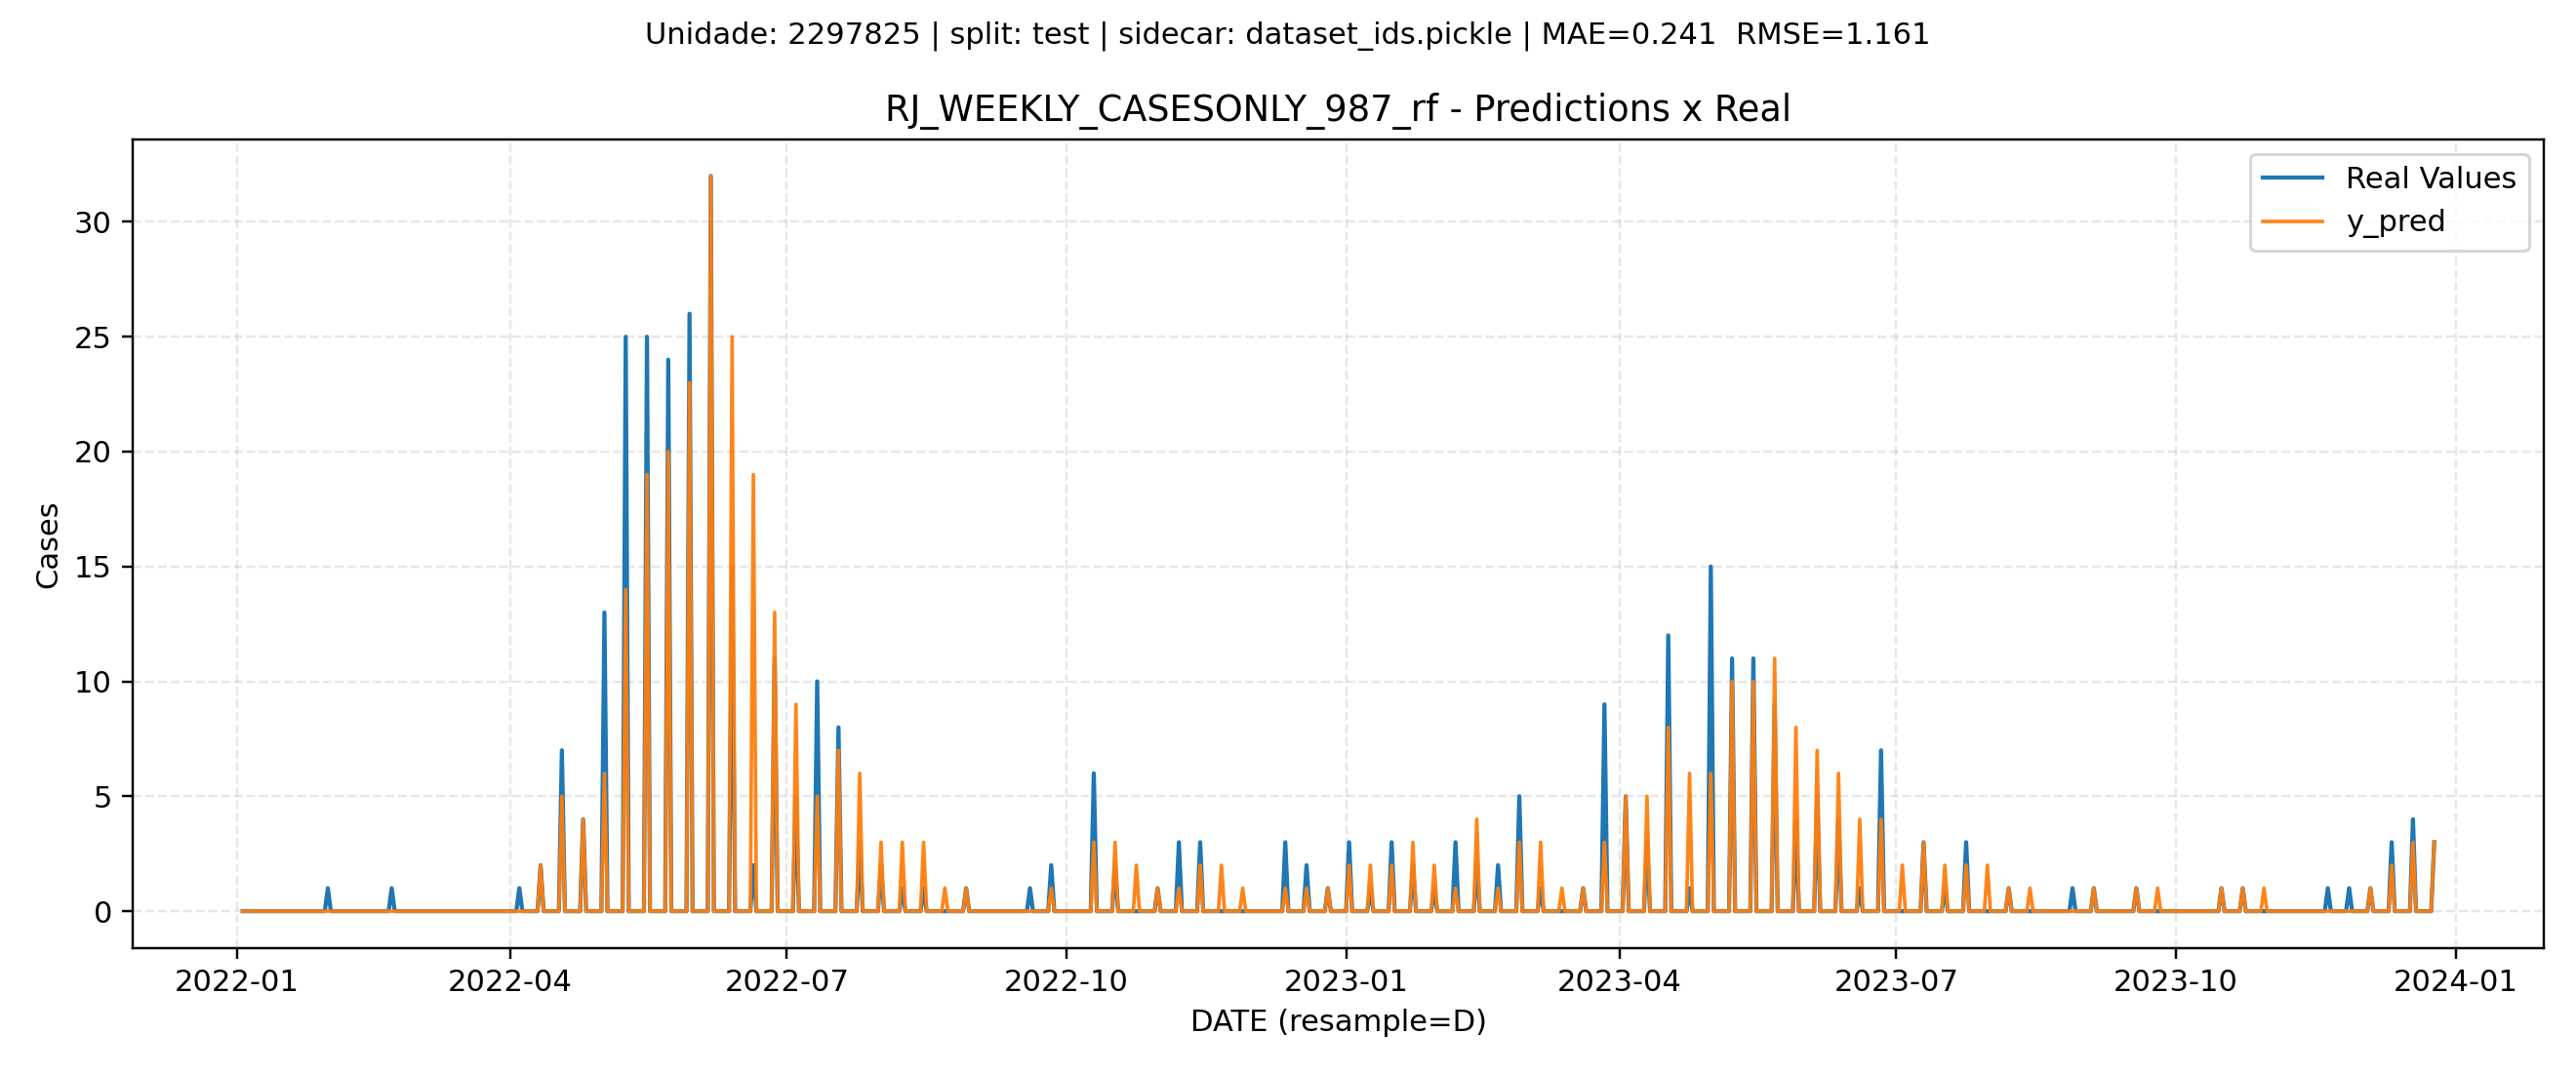 Unidade: 2297825 | split: test | sidecar: dataset_ids.pickle | MAE=0.241  RMSE=1.161
RJ_WEEKLY_CASESONLY_987_rf - Predictions x Real
Real Values
y_pred
Cases
30
25
20
15
10
5
0
2022-01
2022-04
2022-07
2022-10
2023-01
2023-04
2023-07
2023-10
2024-01
DATE (resample=D)